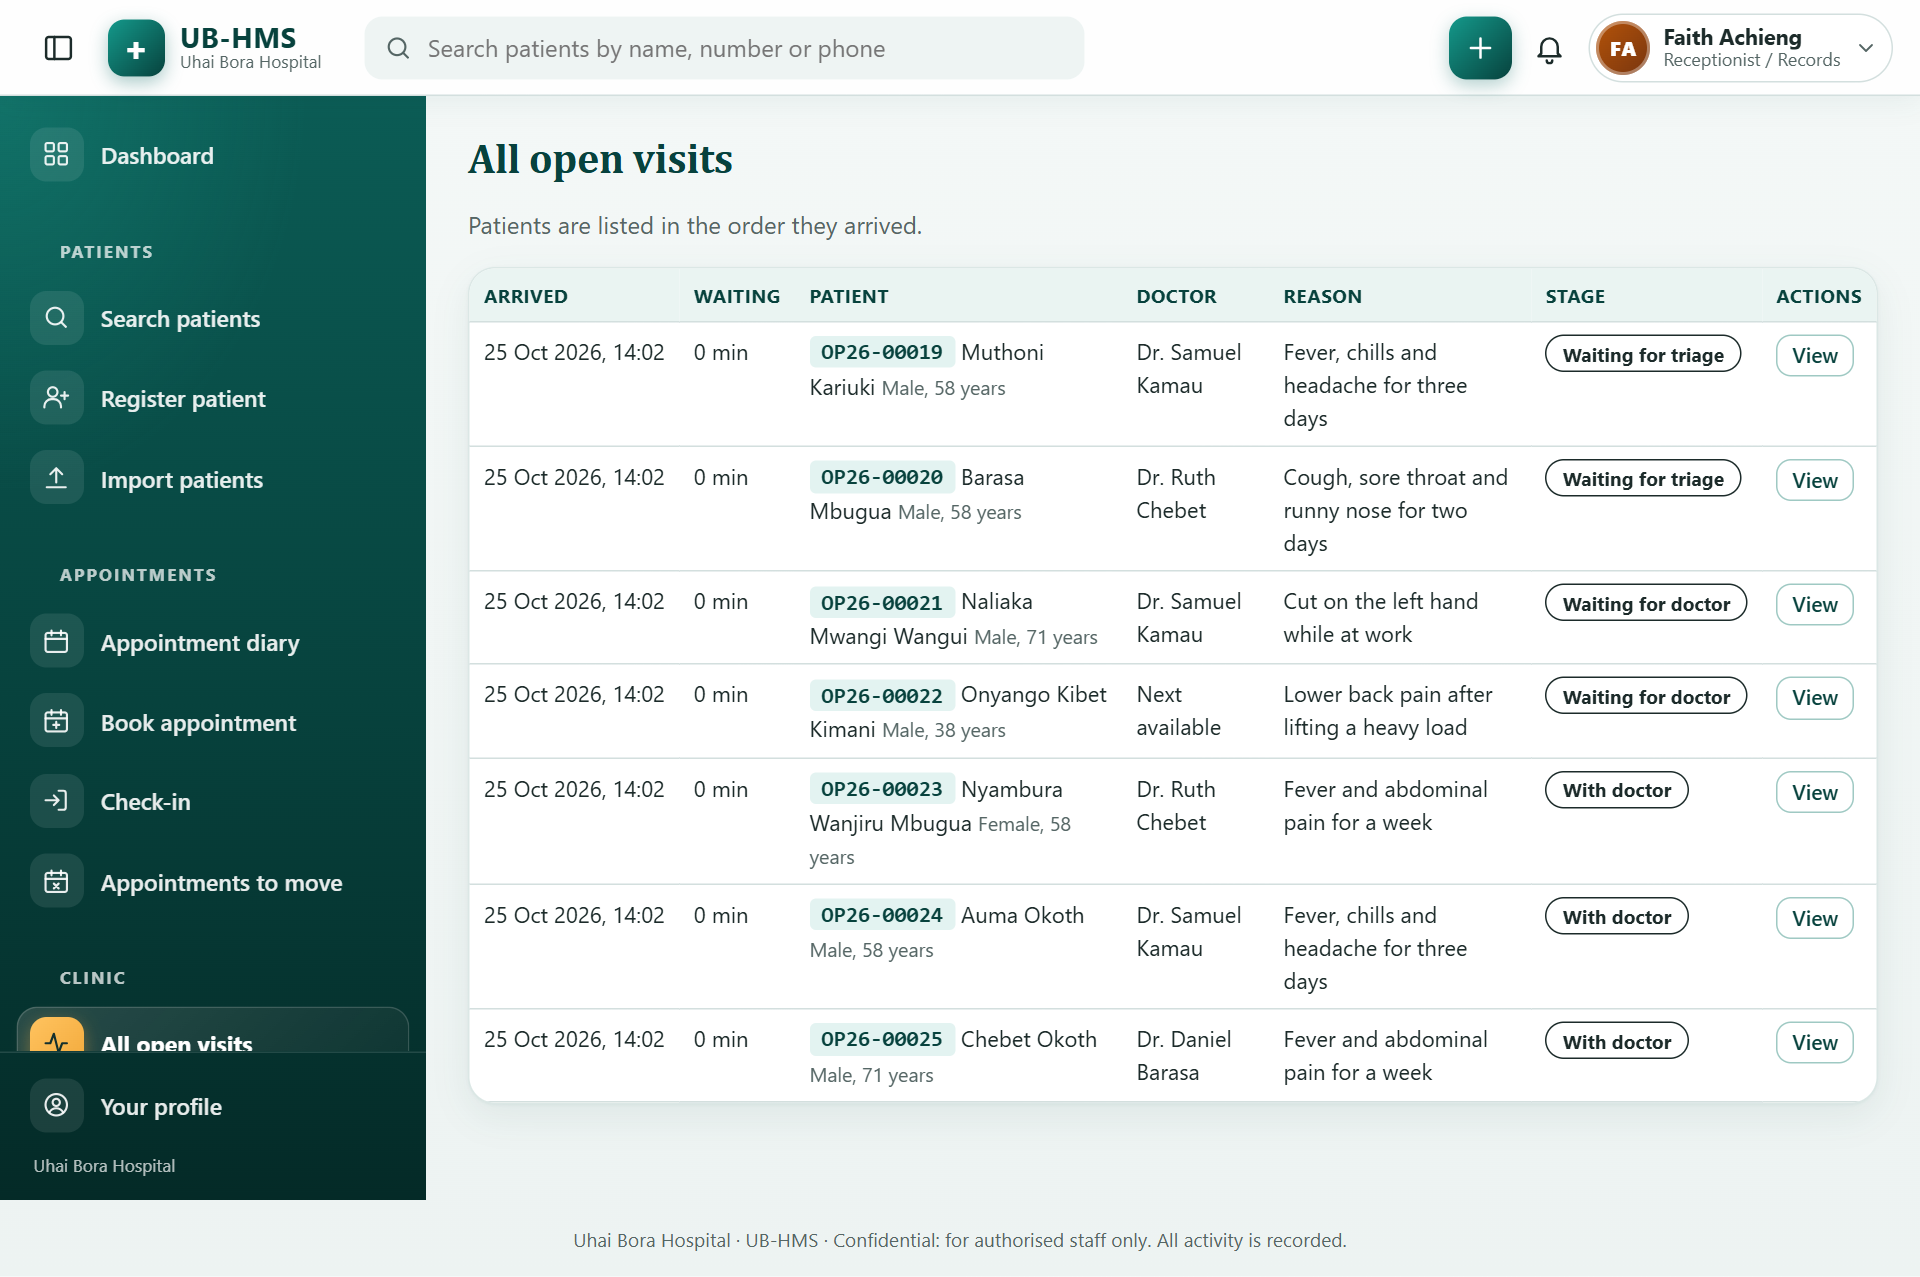 UB-HMS
Uhai Bora Hospital
Search patients by name, number or phone
FA
Faith Achieng
Receptionist / Records
Dashboard
PATIENTS
Search patients
Register patient
Import patients
APPOINTMENTS
Appointment diary
Book appointment
Check-in
Appointments to move
CLINIC
All open visits
Your profile
Uhai Bora Hospital
All open visits
Patients are listed in the order they arrived.
ARRIVED WAITING PATIENT DOCTOR REASON STAGE ACTIONS
25 Oct 2026, 14:02 0 min OP26-00019 Muthoni Dr. Samuel Fever, chills and Waiting for triage View
Kariuki Male, 58 years Kamau headache for three
days
25 Oct 2026, 14:02 0 min OP26-00020 Barasa Dr. Ruth Cough, sore throat and Waiting for triage View
Mbugua Male, 58 years Chebet runny nose for two
days
25 Oct 2026, 14:02 0 min OP26-00021 Naliaka Dr. Samuel Cut on the left hand Waiting for doctor View
Mwangi Wangui Male, 71 years Kamau while at work
25 Oct 2026, 14:02 0 min OP26-00022 Onyango Kibet Next Lower back pain after Waiting for doctor View
Kimani Male, 38 years available lifting a heavy load
25 Oct 2026, 14:02 0 min OP26-00023 Nyambura Dr. Ruth Fever and abdominal With doctor View
Wanjiru Mbugua Female, 58 Chebet pain for a week
years
25 Oct 2026, 14:02 0 min OP26-00024 Auma Okoth Dr. Samuel Fever, chills and With doctor View
Male, 58 years Kamau headache for three
days
25 Oct 2026, 14:02 0 min OP26-00025 Chebet Okoth Dr. Daniel Fever and abdominal With doctor View
Male, 71 years Barasa pain for a week
Uhai Bora Hospital · UB-HMS · Confidential: for authorised staff only. All activity is recorded.